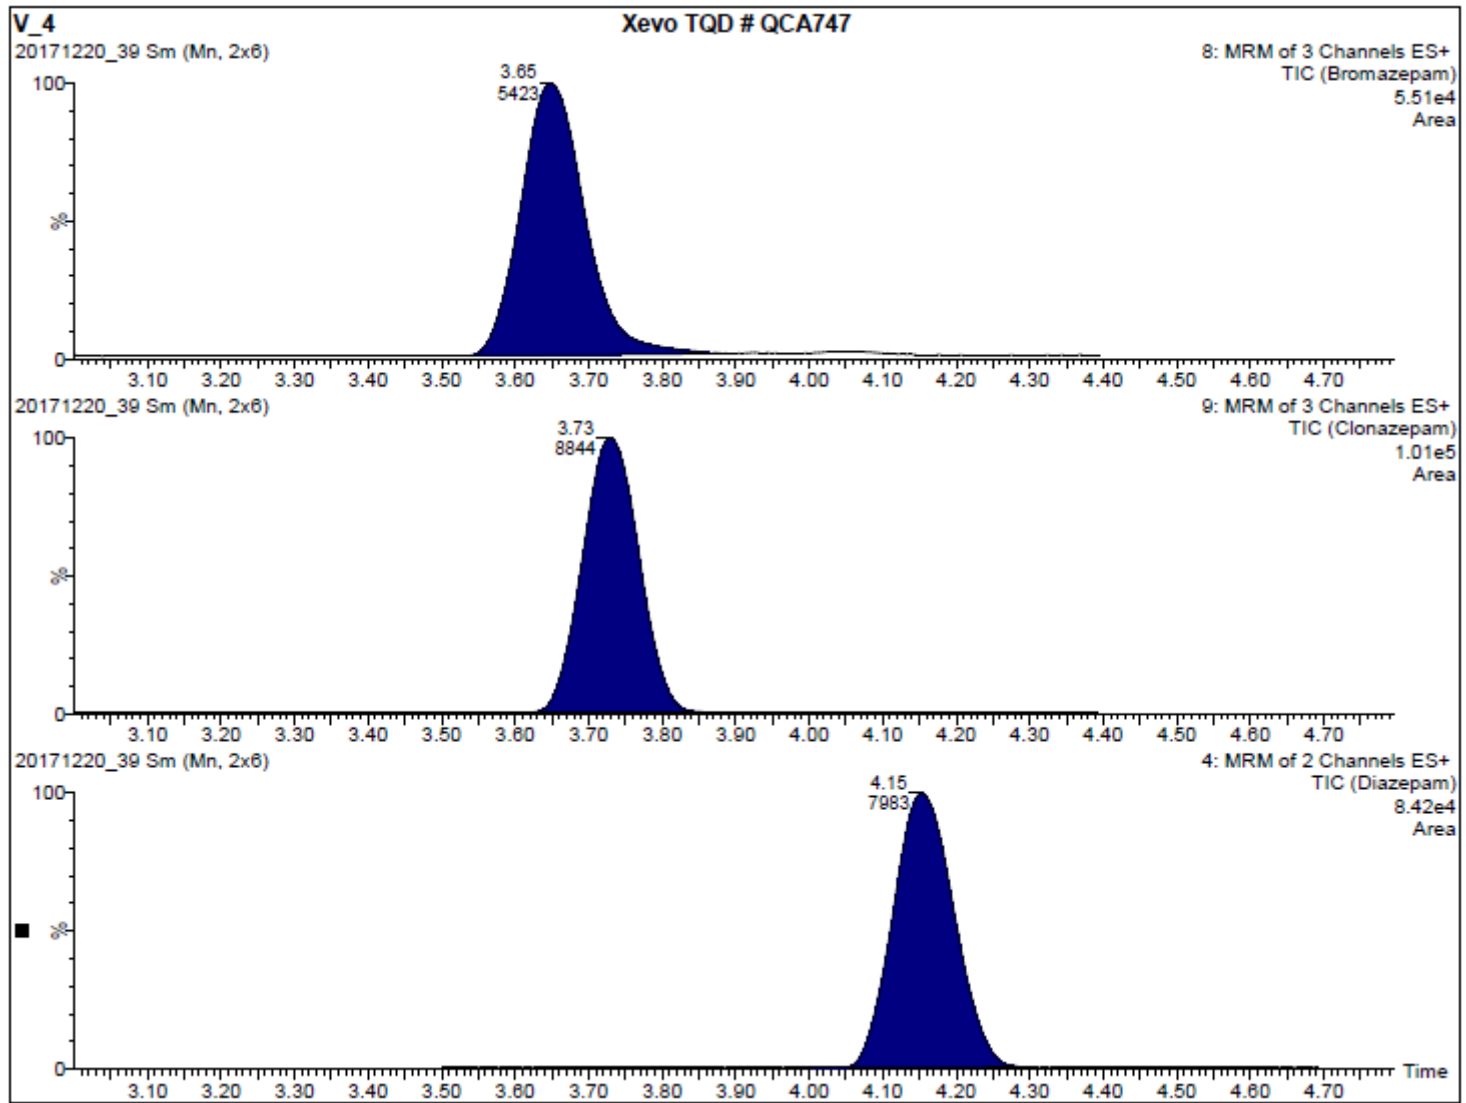 V_4
Xevo TQD # QCA747
20171220_39 Sm (Mn, 2x6)
8: MRM of 3 Channels ES+
TIC (Bromazepam)
5.51e4
Area
3.65
5423
100
%
0
3.10 3.20 3.30 3.40 3.50 3.60 3.70 3.80 3.90 4.00 4.10 4.20 4.30 4.40 4.50 4.60 4.70
20171220_39 Sm (Mn, 2x6)
9: MRM of 3 Channels ES+
TIC (Clonazepam)
1.01e5
Area
3.73
8844
100
%
0
3.10 3.20 3.30 3.40 3.50 3.60 3.70 3.80 3.90 4.00 4.10 4.20 4.30 4.40 4.50 4.60 4.70
20171220_39 Sm (Mn, 2x6)
4: MRM of 2 Channels ES+
TIC (Diazepam)
8.42e4
Area
4.15
7983
100
%
0
Time
3.10 3.20 3.30 3.40 3.50 3.60 3.70 3.80 3.90 4.00 4.10 4.20 4.30 4.40 4.50 4.60 4.70